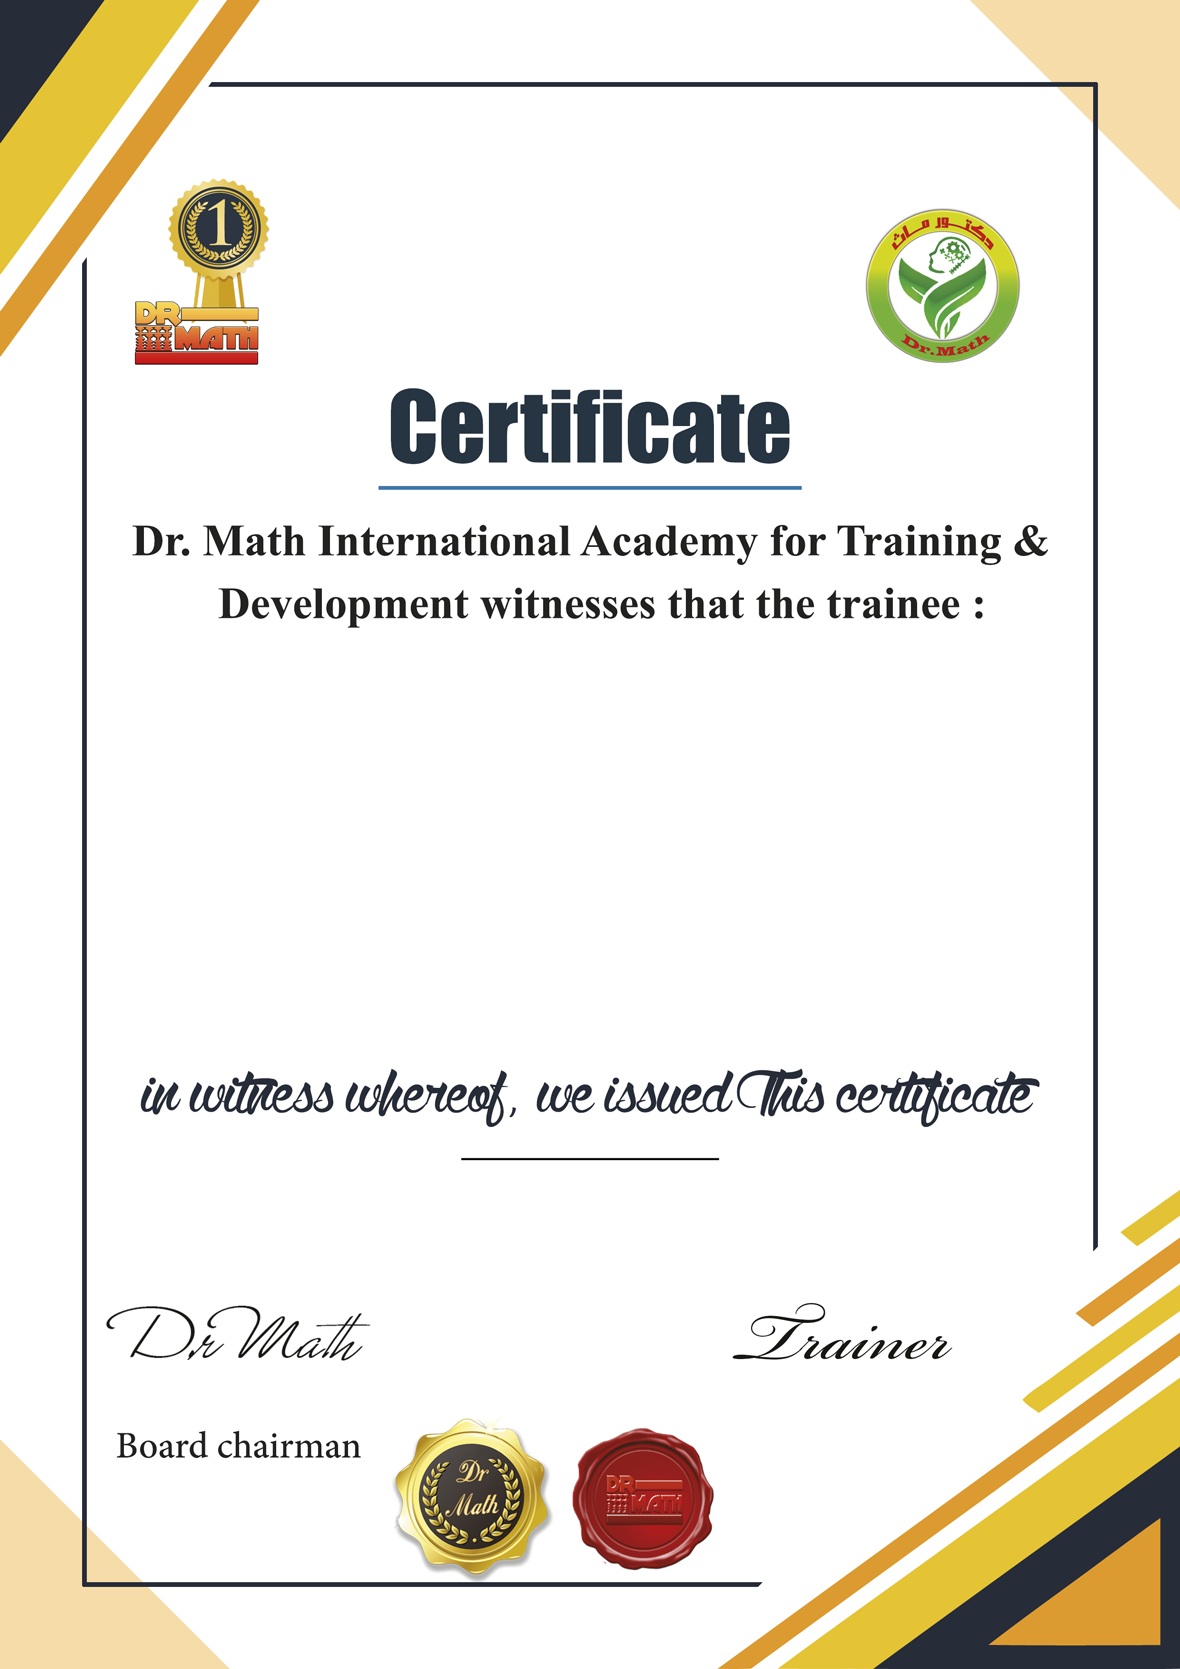 1
DR
MATH
دكتور ماث
Dr.Math
Certificate
Dr. Math International Academy for Training &
Development witnesses that the trainee :
in witness whereof, we issued This certificate
Dr Math
Trainer
Board chairman
Dr
Math
DR
MATH